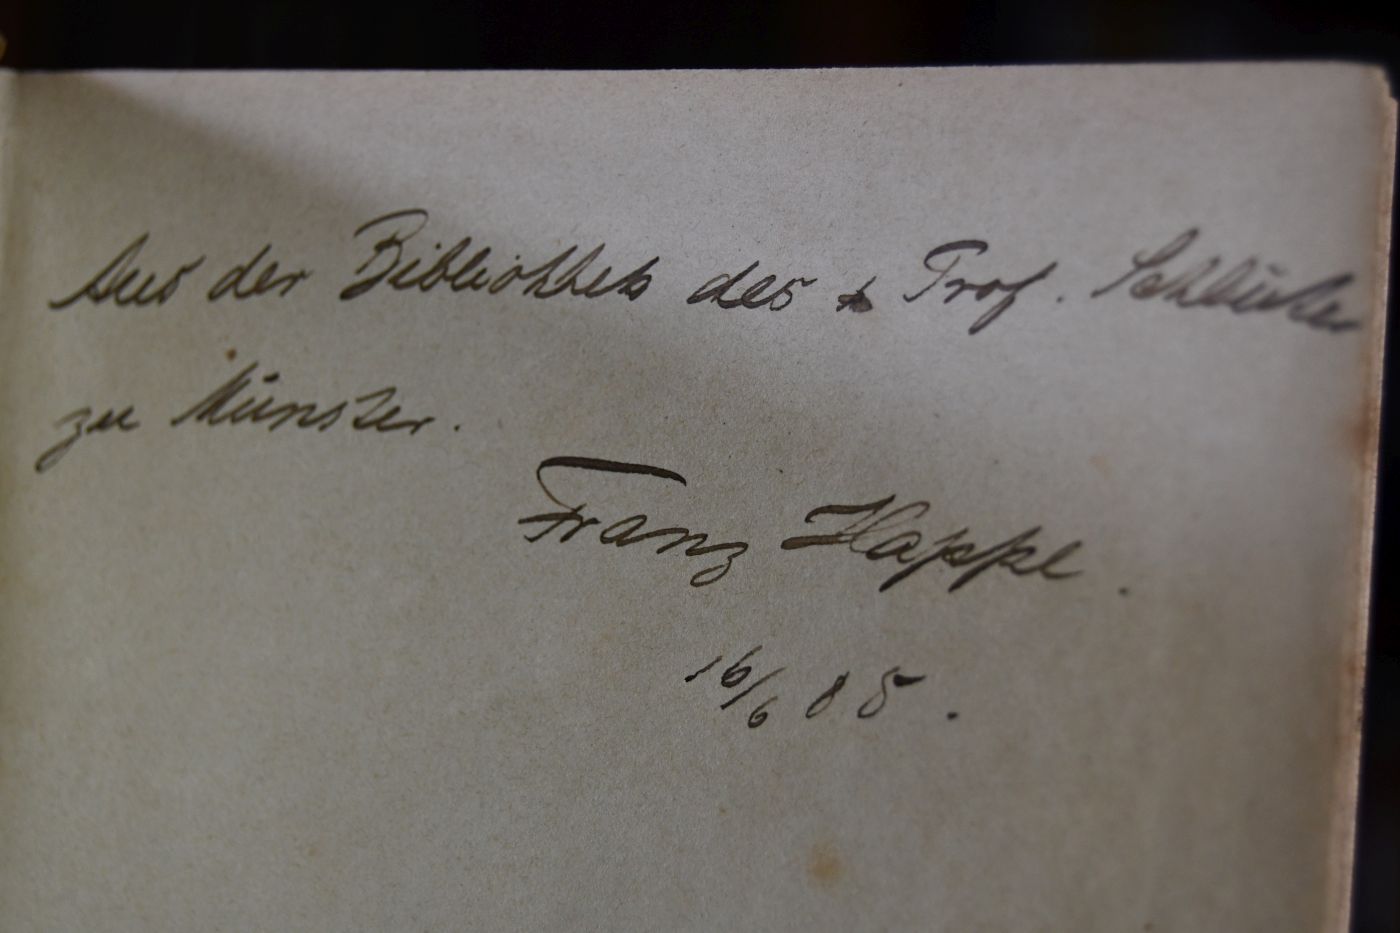 Aus der Bibliothek des † Prof. Schlüter
zu Münster.
Franz Happe.
16/6 85.